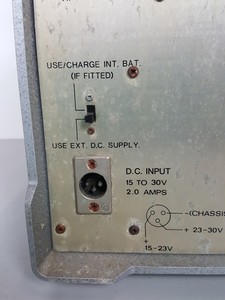 USE/CHARGE INT. BAT.
(IF FITTED)
USE EXT. D.C. SUPPLY.
D.C. INPUT
15 TO 30V
2.0 AMPS
-(CHASSIS
+ 23-30V
+
15-23V